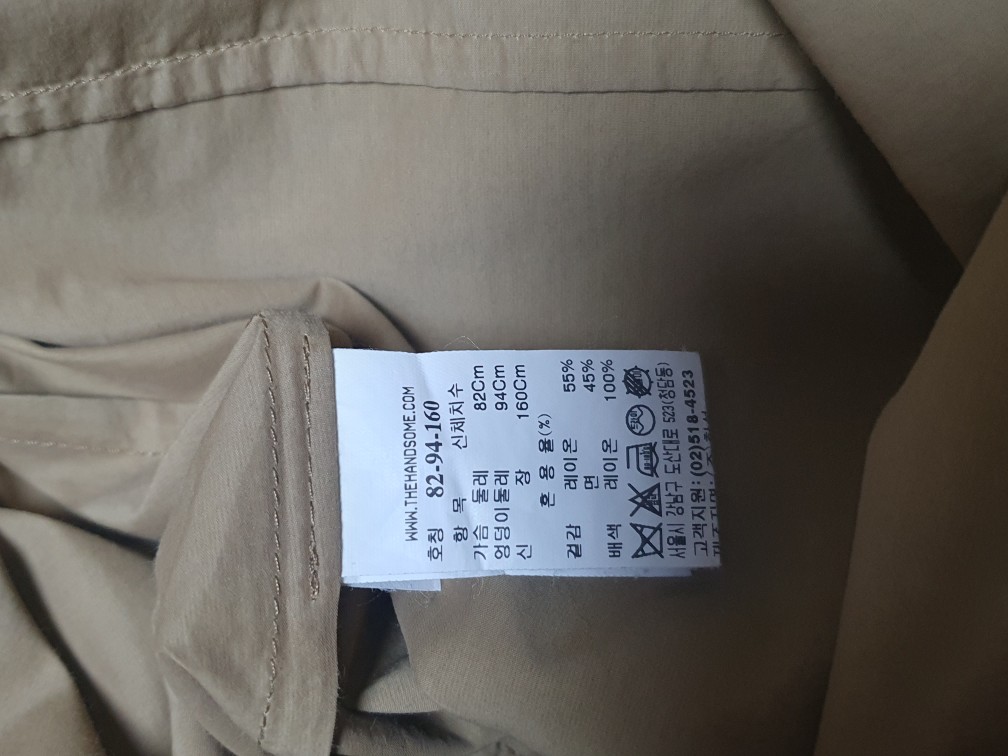 WWW.THEHANDSOME.COM
호칭 82-94-160
항 목 신체치수
가슴 둘레 82Cm
엉덩이둘레 94Cm
신 장 160Cm
혼 용 율(%)
겉감 레이온 55%
면 45%
배색 레이온 100%
서울시 강남구 도산대로 523(청담동)
고객지원:(02)518-4523